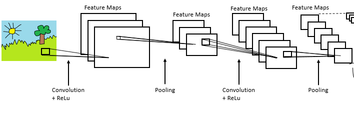 Feature Maps
Feature Maps
Feature Maps
Feature Maps
Convolution
+ ReLu
Pooling
Convolution
+ ReLu
Pooling